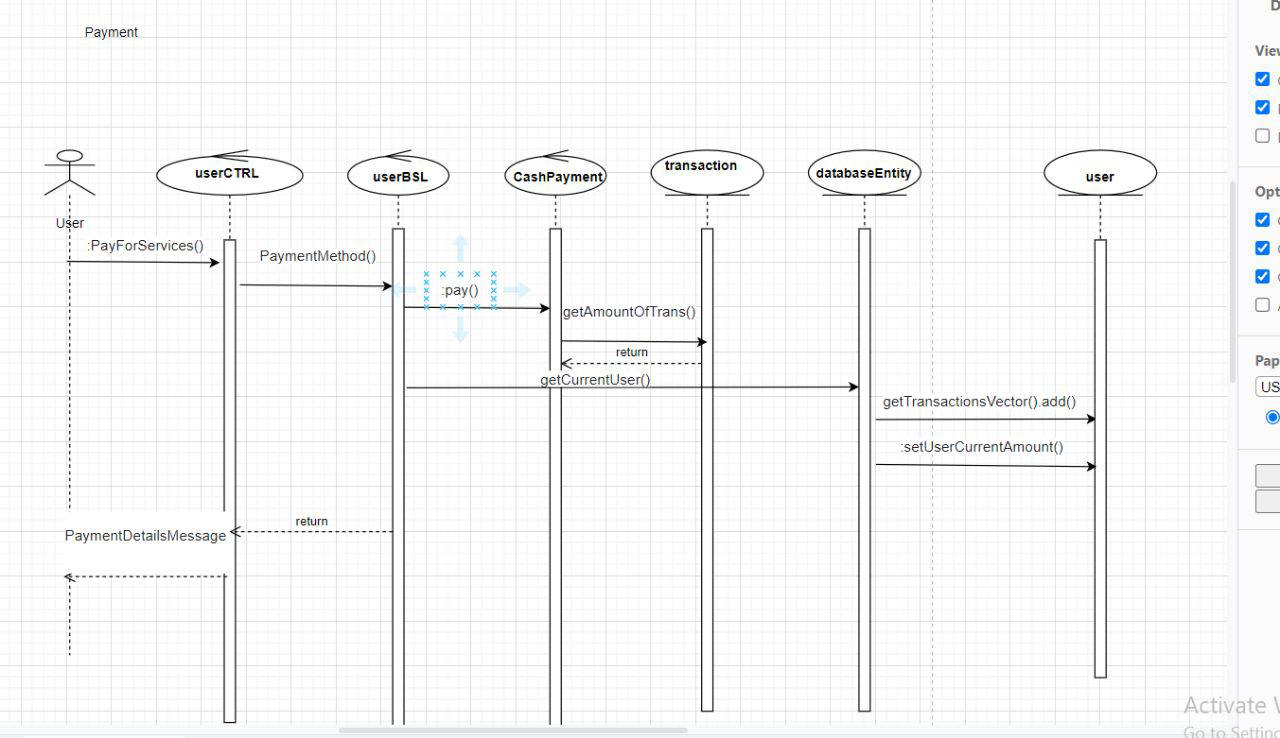 Payment
userCTRL
userBSL
CashPayment
transaction
databaseEntity
user
User
:PayForServices()
PaymentMethod()
:pay()
getAmountOfTrans()
return
getCurrentUser()
getTransactionsVector().add()
:setUserCurrentAmount()
return
PaymentDetailsMessage
D
View
Opt
Pap
US
Activate W
Go to Setting